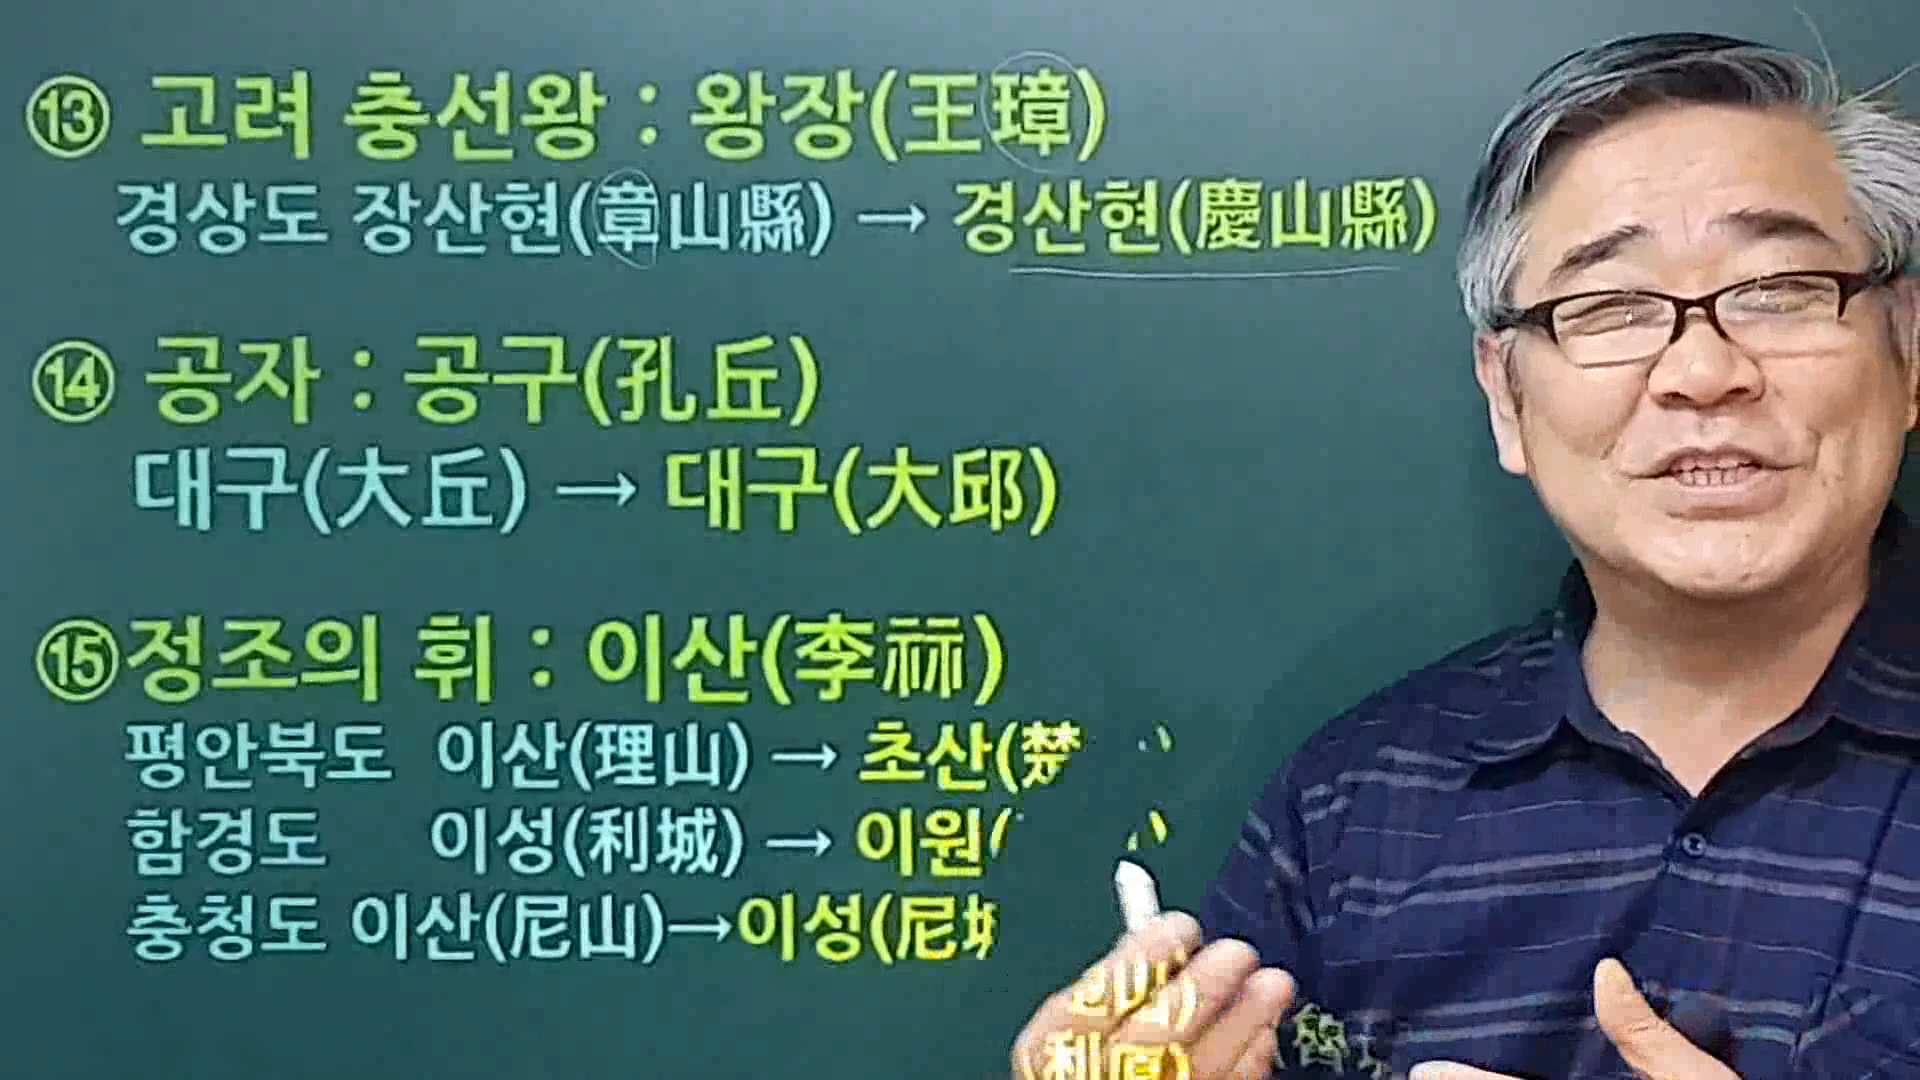 ⑬ 고려 충선왕 : 왕장(王璋)
경상도 장산현(章山縣) → 경산현(慶山縣)
⑭ 공자 : 공구(孔丘)
대구(大丘) → 대구(大邱)
⑮정조의 휘 : 이산(李祘)
평안북도 이산(理山) → 초산(楚
함경도 이성(利城) → 이원(
충청도 이산(尼山)→이성(尼城